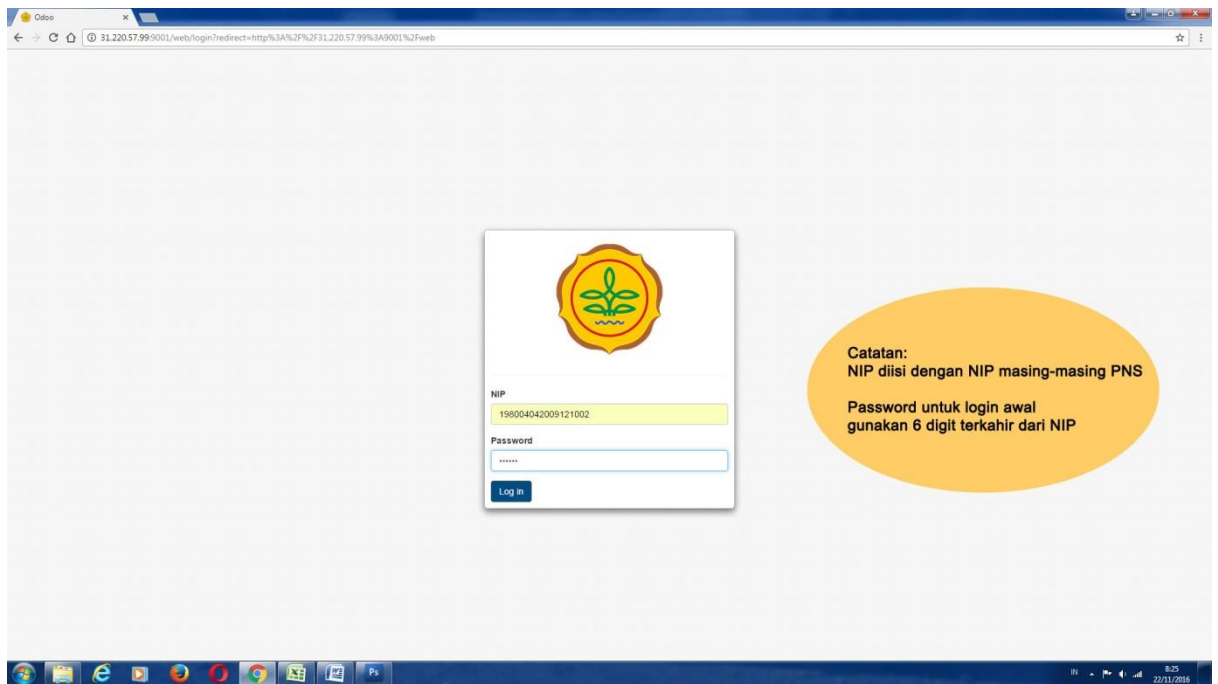 Odoo
31.220.57.99:9001/web/login?redirect=http%3A%2F%2F31.220.57.99%3A9001%2Fweb
NIP
198004042009121002
Password
••••••
Log in
Catatan:
NIP diisi dengan NIP masing-masing PNS
Password untuk login awal
gunakan 6 digit terkahir dari NIP
Ps
IN
8:25
22/11/2016